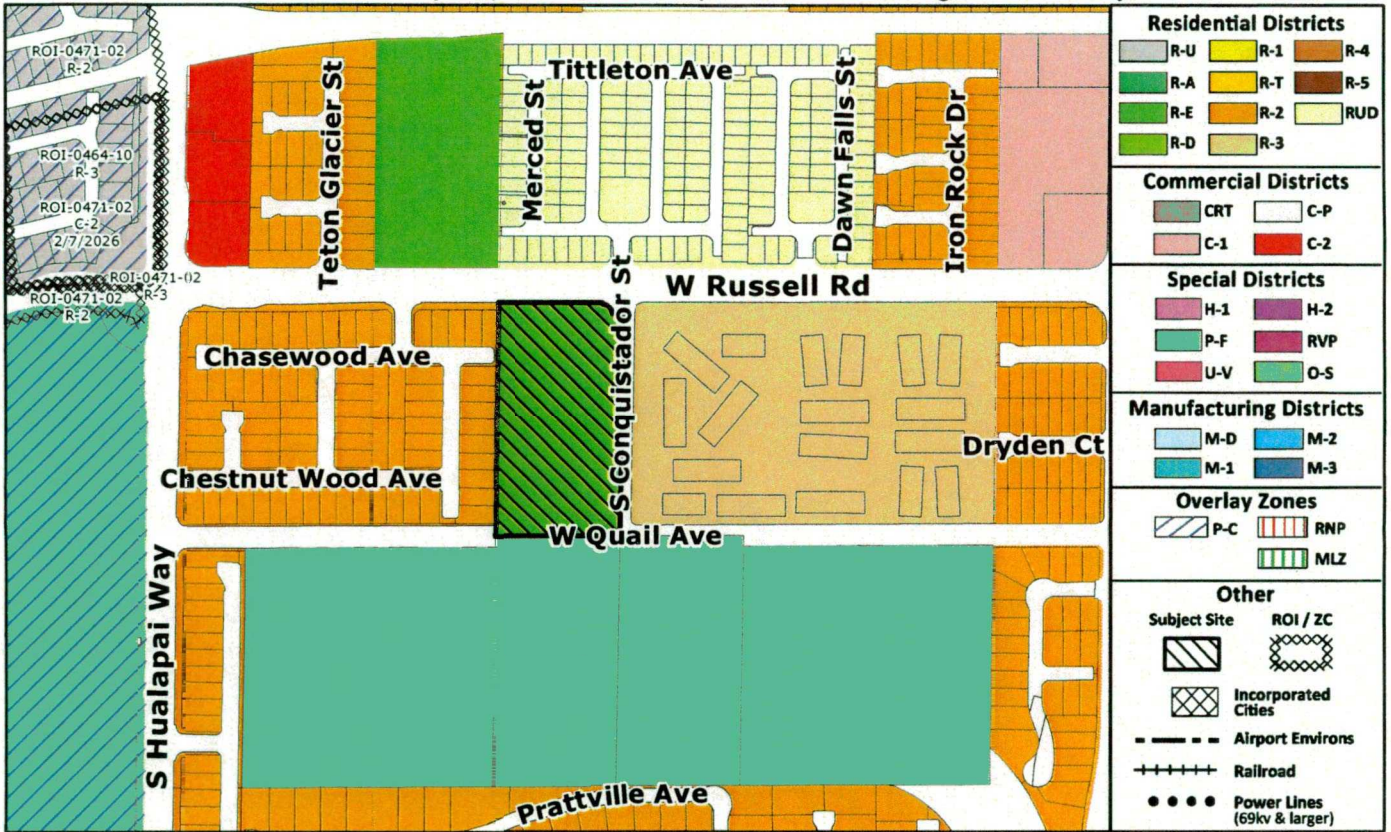 ROI-0471-02
R-2
ROI-0464-10
R-3
ROI-0471-02
C-2
2/7/2026
ROI-0471-02
R-3
ROI-0471-02
R-2
Teton Glacier St
Merced St
Tittleton Ave
Dawn Falls St
Iron Rock Dr
W Russell Rd
S Conquistador St
Chasewood Ave
Chestnut Wood Ave
Dryden Ct
W Quail Ave
S Hualapai Way
Prattville Ave
Residential Districts
R-U R-1 R-4
R-A R-T R-5
R-E R-2 RUD
R-D R-3
Commercial Districts
CRT C-P
C-1 C-2
Special Districts
H-1 H-2
P-F RVP
U-V O-S
Manufacturing Districts
M-D M-2
M-1 M-3
Overlay Zones
P-C RNP
MLZ
Other
Subject Site ROI / ZC
Incorporated
Cities
Airport Environs
Railroad
Power Lines
(69kv & larger)